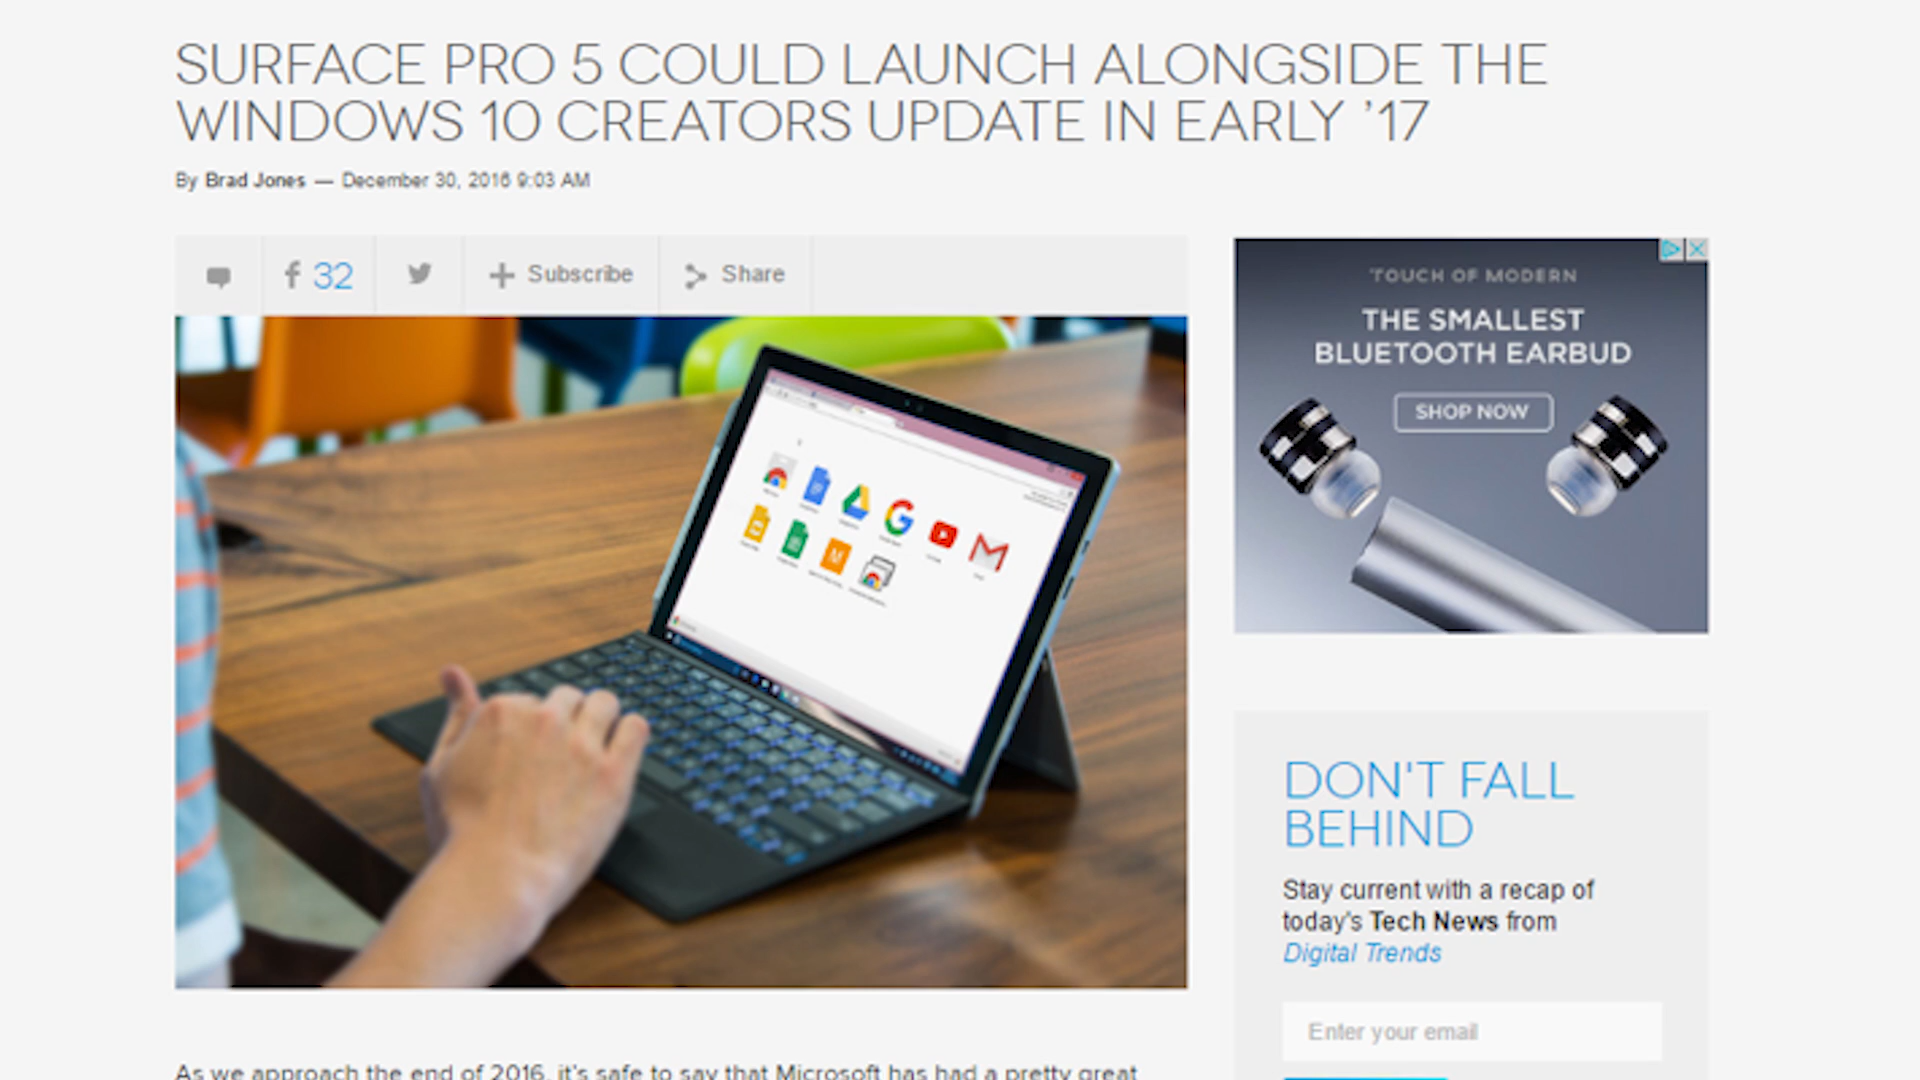 SURFACE PRO 5 COULD LAUNCH ALONGSIDE THE
WINDOWS 10 CREATORS UPDATE IN EARLY '17
By Brad Jones — December 30, 2016 9:03 AM
32
Subscribe
Share
TOUCH OF MODERN
THE SMALLEST
BLUETOOTH EARBUD
SHOP NOW
DON'T FALL
BEHIND
Stay current with a recap of
today's Tech News from
Digital Trends
Enter your email
As we approach the end of 2016, it's safe to say that Microsoft has had a pretty great